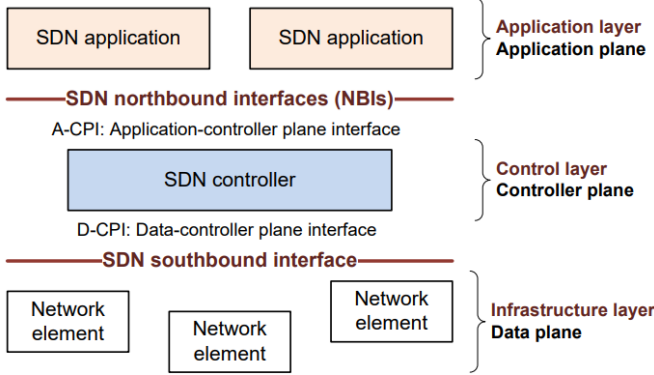 SDN application
SDN application
Application layer
Application plane
SDN northbound interfaces (NBIs)
A-CPI: Application-controller plane interface
SDN controller
Control layer
Controller plane
D-CPI: Data-controller plane interface
SDN southbound interface
Network
element
Network
element
Network
element
Infrastructure layer
Data plane